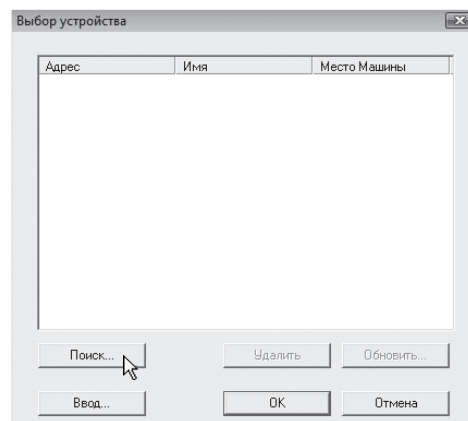 Выбор устройства
Адрес Имя Место Машины
Поиск... Удалить Обновить...
Ввод... OK Отмена